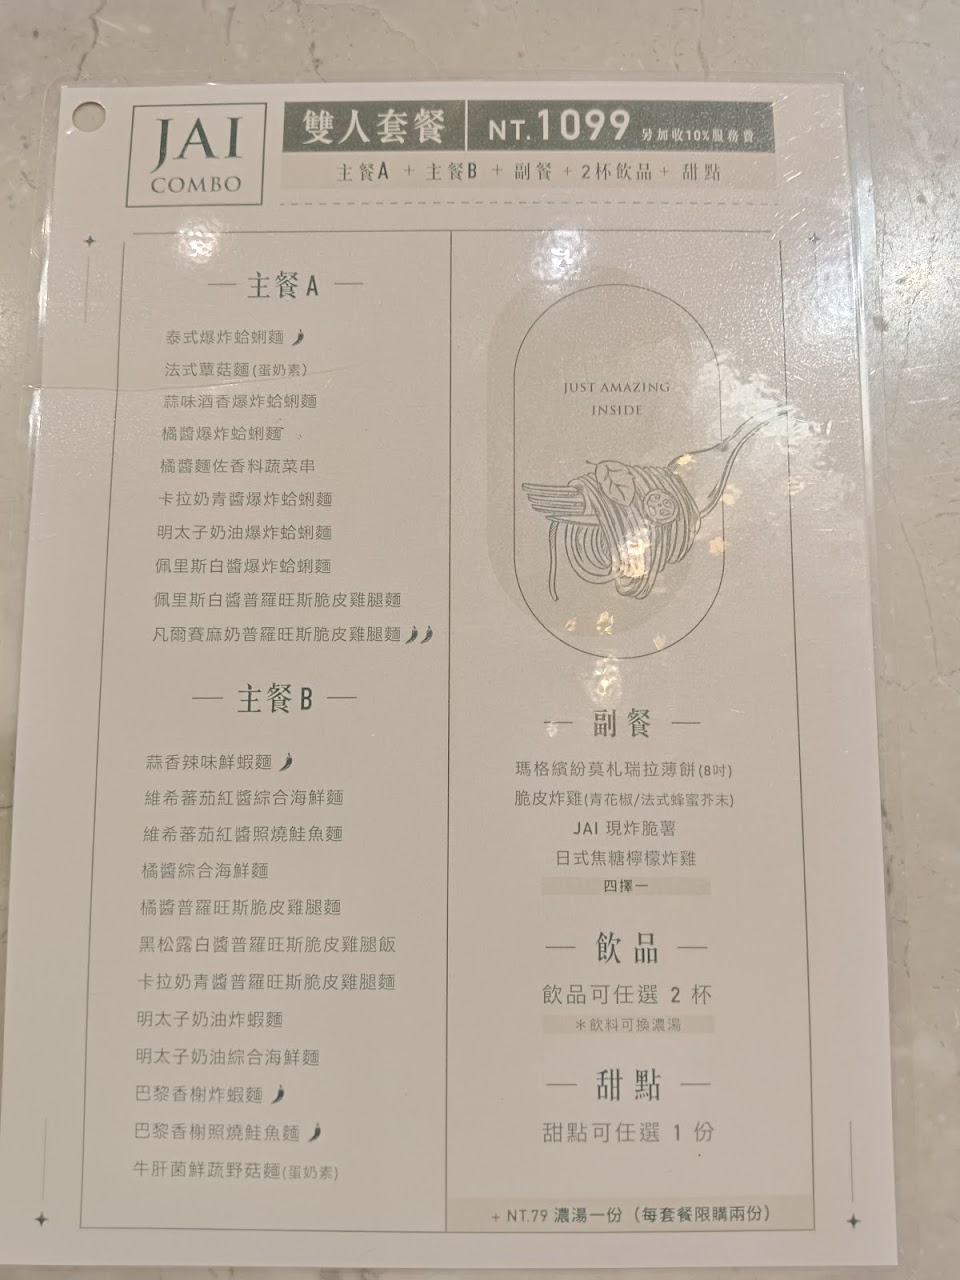 JAI
COMBO
雙人套餐 NT.1099 另加收10%服務費
主餐A + 主餐B + 副餐 + 2杯飲品 + 甜點
主餐A
泰式爆炸蛤蜊麵
法式蕈菇麵(蛋奶素)
蒜味酒香爆炸蛤蜊麵
橘醬爆炸蛤蜊麵
橘醬麵佐香料蔬菜串
卡拉奶青醬爆炸蛤蜊麵
明太子奶油爆炸蛤蜊麵
佩里斯白醬爆炸蛤蜊麵
佩里斯白醬普羅旺斯脆皮雞腿麵
凡爾賽麻奶普羅旺斯脆皮雞腿麵
主餐B
蒜香辣味鮮蝦麵
維希蕃茄紅醬綜合海鮮麵
維希蕃茄紅醬照燒鮭魚麵
橘醬綜合海鮮麵
橘醬普羅旺斯脆皮雞腿麵
黑松露白醬普羅旺斯脆皮雞腿飯
卡拉奶青醬普羅旺斯脆皮雞腿麵
明太子奶油炸蝦麵
明太子奶油綜合海鮮麵
巴黎香榭炸蝦麵
巴黎香榭照燒鮭魚麵
牛肝菌鮮蔬野菇麵(蛋奶素)
JUST AMAZING
INSIDE
副餐
瑪格繽紛莫札瑞拉薄餅(8吋)
脆皮炸雞(青花椒/法式蜂蜜芥末)
JAI 現炸脆薯
日式焦糖檸檬炸雞
四擇一
飲品
飲品可任選 2 杯
＊飲料可換濃湯
甜點
甜點可任選 1 份
+ NT.79 濃湯一份（每套餐限購兩份）